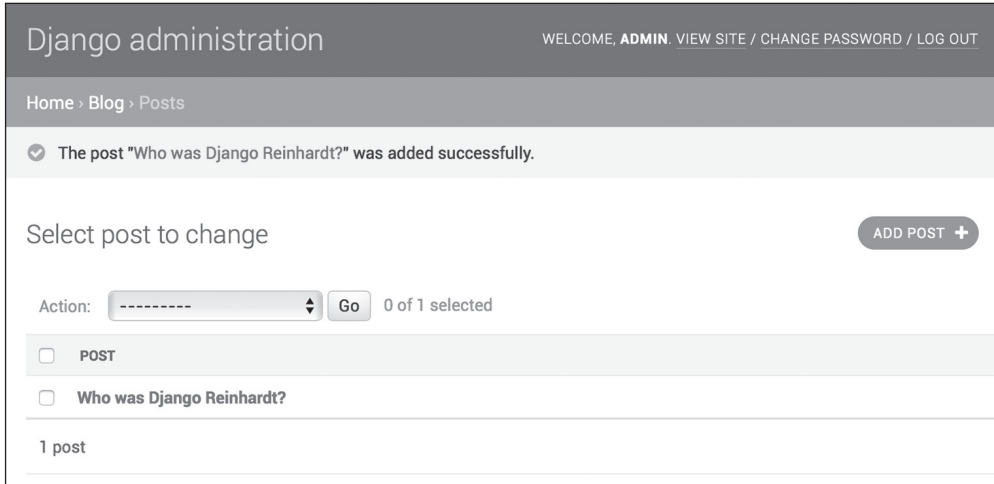 Django administration
WELCOME, ADMIN. VIEW SITE / CHANGE PASSWORD / LOG OUT
Home › Blog › Posts
The post "Who was Django Reinhardt?" was added successfully.
Select post to change
ADD POST +
Action: --------- Go 0 of 1 selected
POST
Who was Django Reinhardt?
1 post